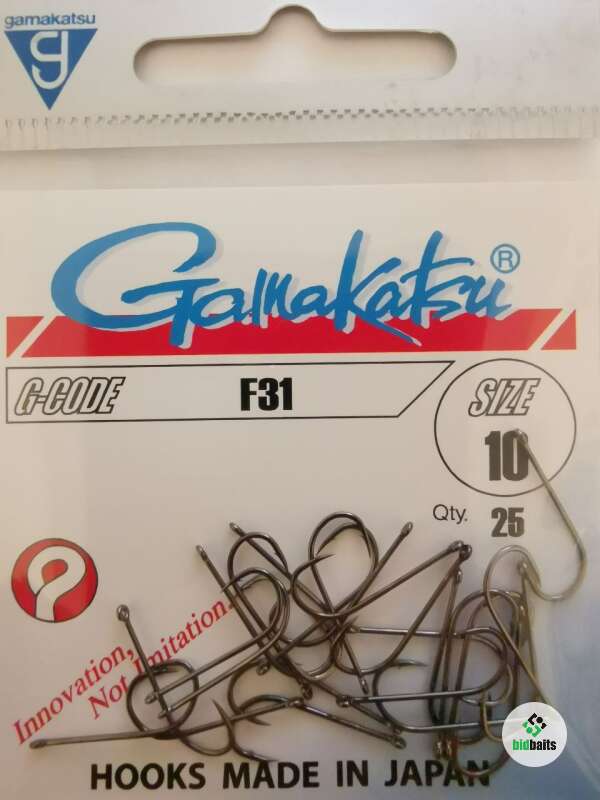 gamakatsu
g
Gamakatsu®
G-CODE
F31
SIZE
10
Qty. 25
Innovation,
Not Imitation.
HOOKS MADE IN JAPAN
bidbaits